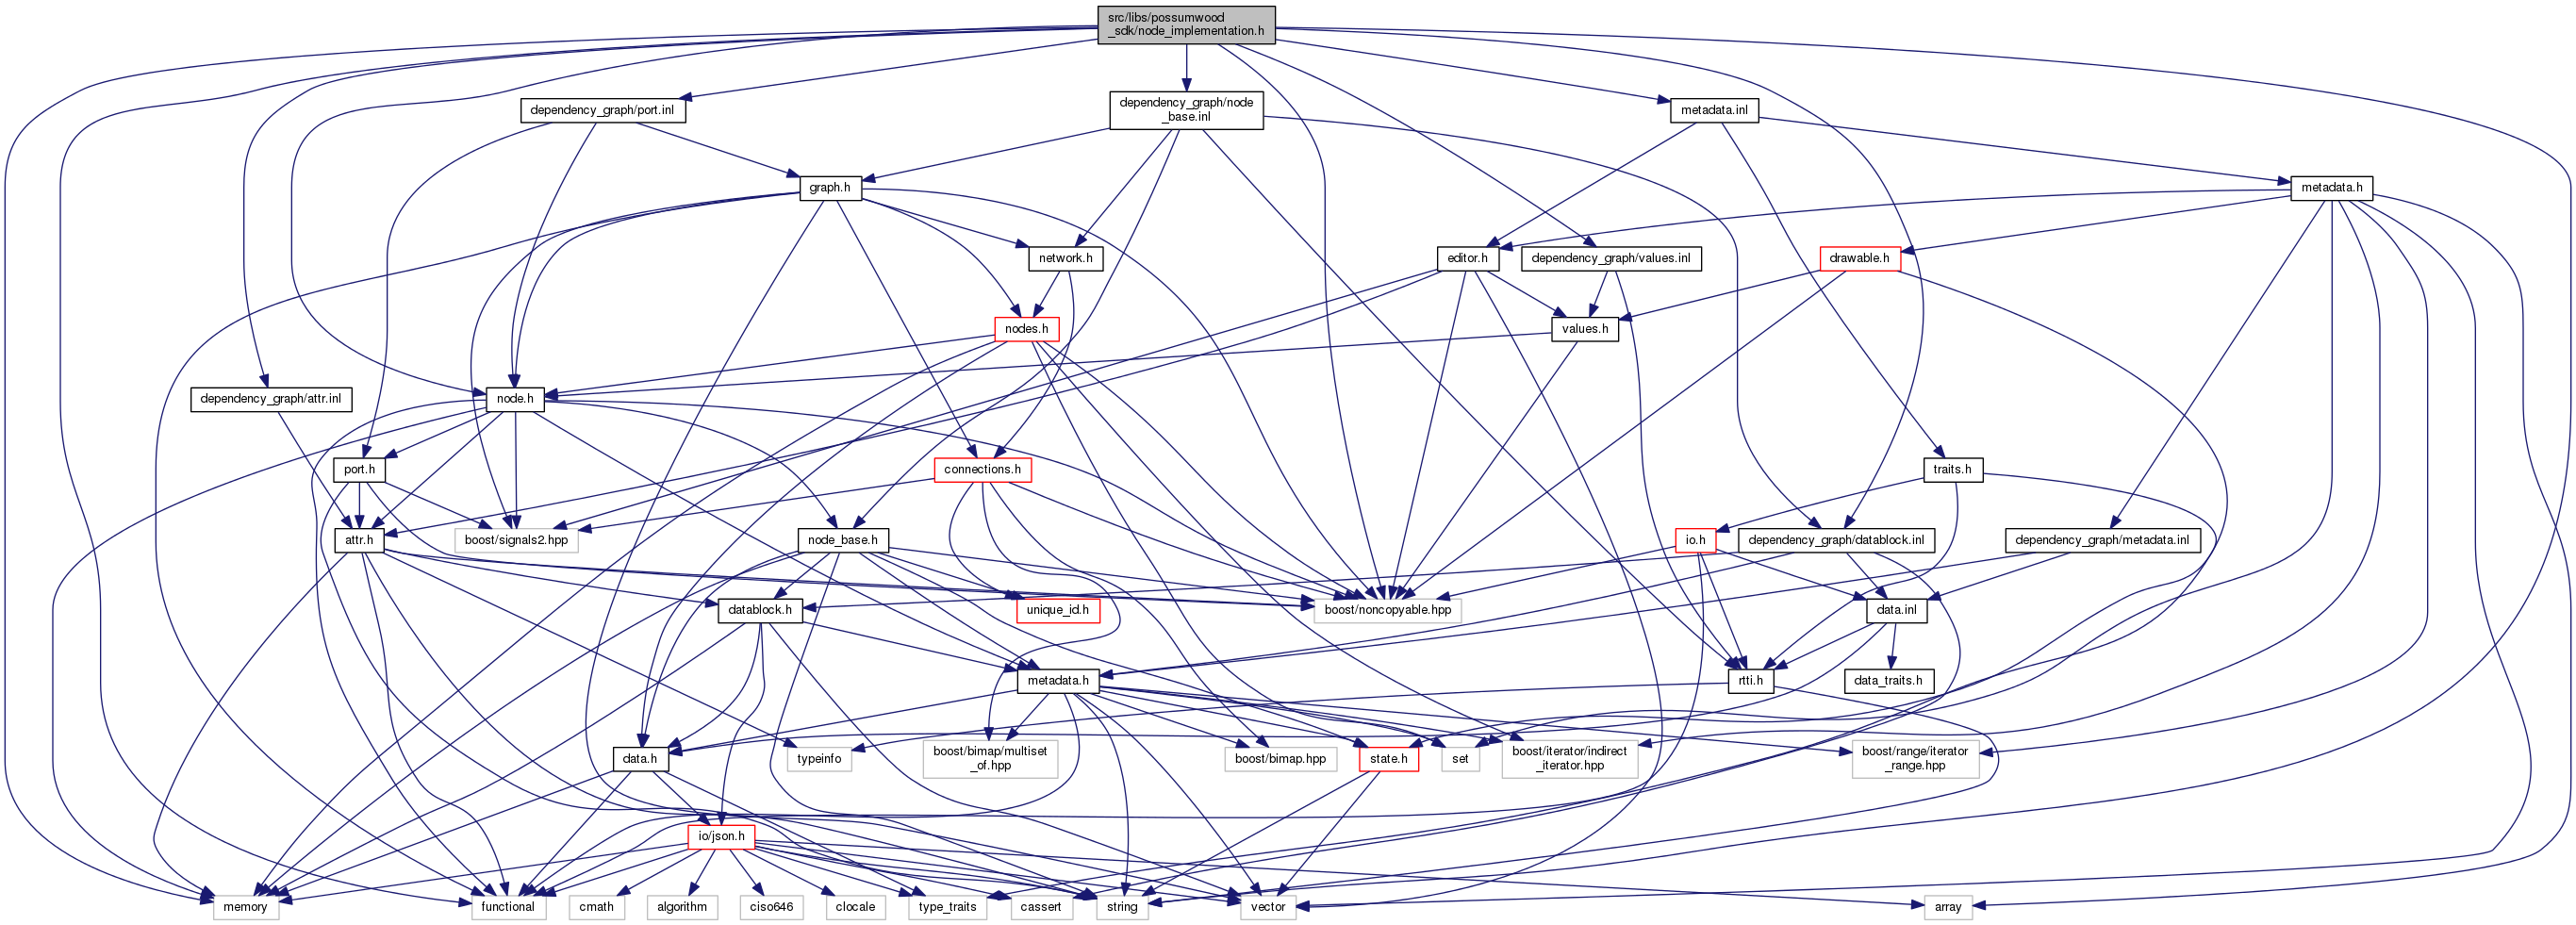 src/libs/possumwood
_sdk/node_implementation.h
dependency_graph/port.inl
dependency_graph/node
_base.inl
metadata.inl
graph.h
metadata.h
network.h
editor.h
dependency_graph/values.inl
drawable.h
nodes.h
values.h
dependency_graph/attr.inl
node.h
port.h
connections.h
traits.h
attr.h
boost/signals2.hpp
node_base.h
io.h
dependency_graph/datablock.inl
dependency_graph/metadata.inl
datablock.h
unique_id.h
boost/noncopyable.hpp
data.inl
metadata.h
rtti.h
data_traits.h
data.h
typeinfo
boost/bimap/multiset
_of.hpp
boost/bimap.hpp
state.h
set
boost/iterator/indirect
_iterator.hpp
boost/range/iterator
_range.hpp
io/json.h
memory
functional
cmath
algorithm
ciso646
clocale
type_traits
cassert
string
vector
array